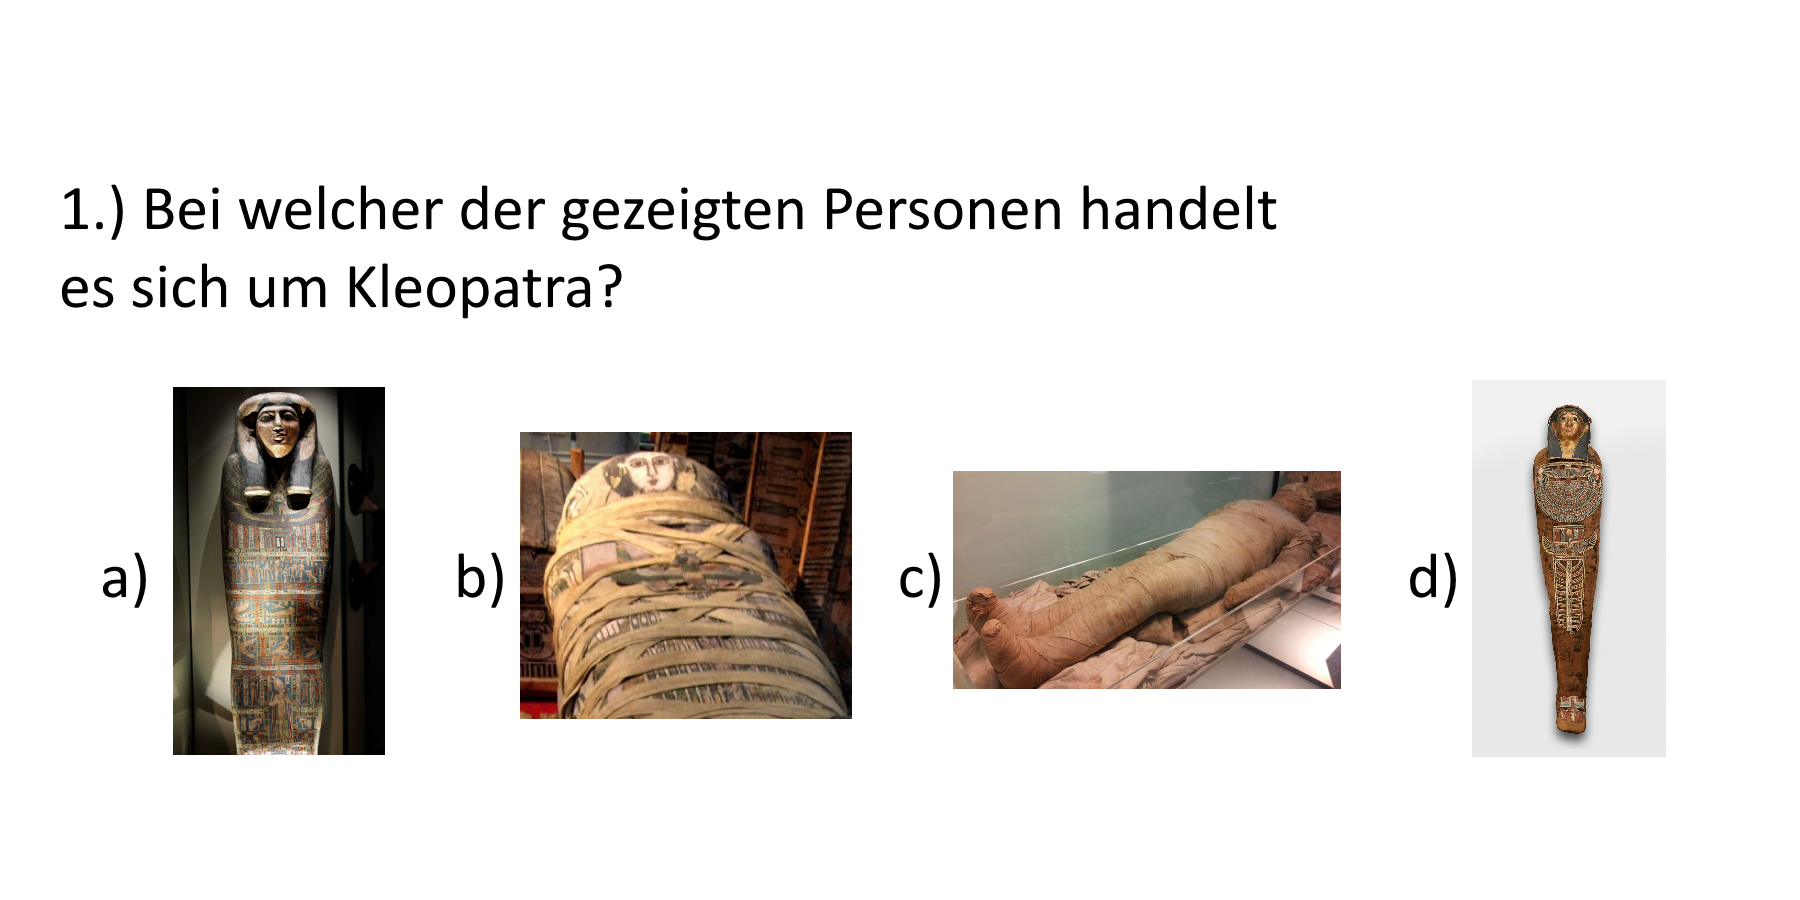 1.) Bei welcher der gezeigten Personen handelt
es sich um Kleopatra?
a)
b)
c)
d)